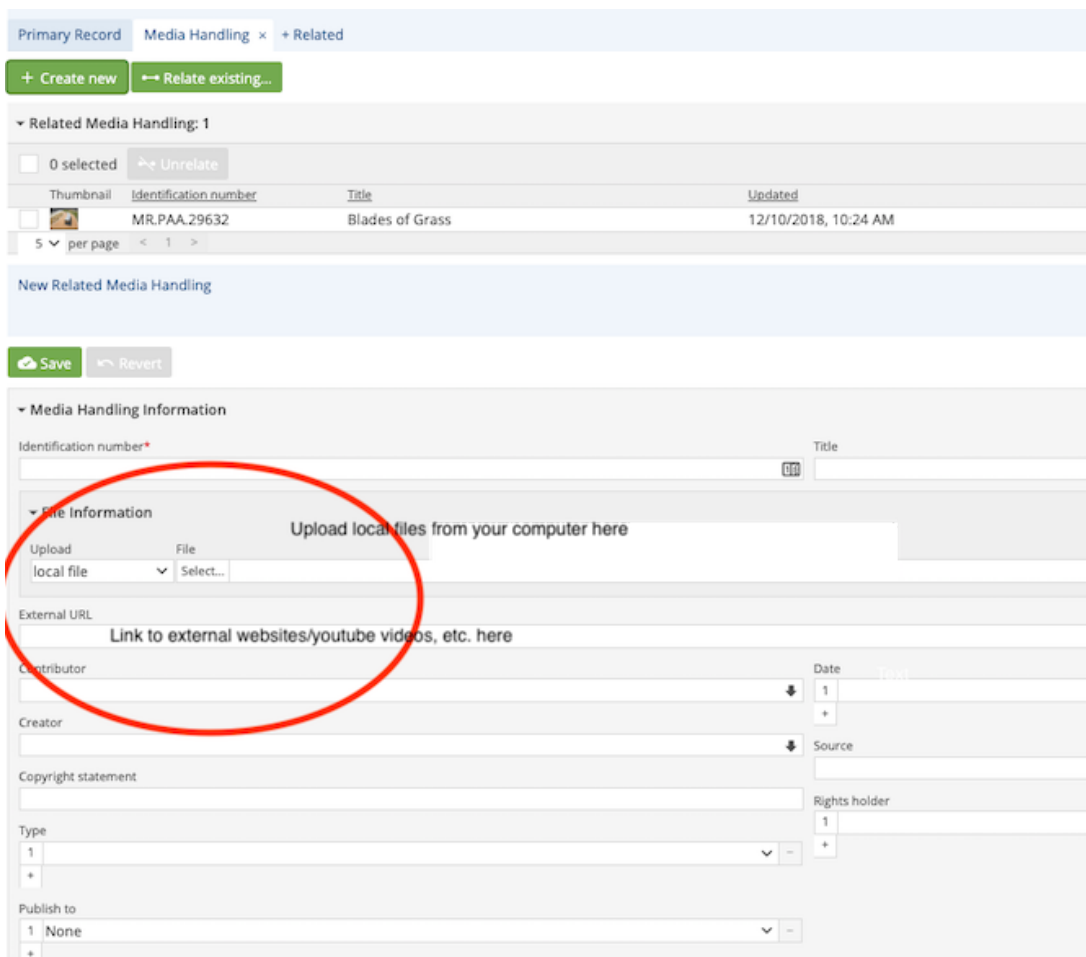 Primary Record Media Handling × + Related
+ Create new Relate existing...
Related Media Handling: 1
0 selected Unrelate
Thumbnail Identification number Title Updated
MR.PAA.29632 Blades of Grass 12/10/2018, 10:24 AM
5 per page < 1 >
New Related Media Handling
Save Revert
Media Handling Information
Identification number* Title
File Information
Upload local files from your computer here
Upload File
local file Select...
External URL
Link to external websites/youtube videos, etc. here
Contributor Date Text
1
+
Creator
Source
Copyright statement
Rights holder
1
Type
+
1 −
+
Publish to
1 None −
+